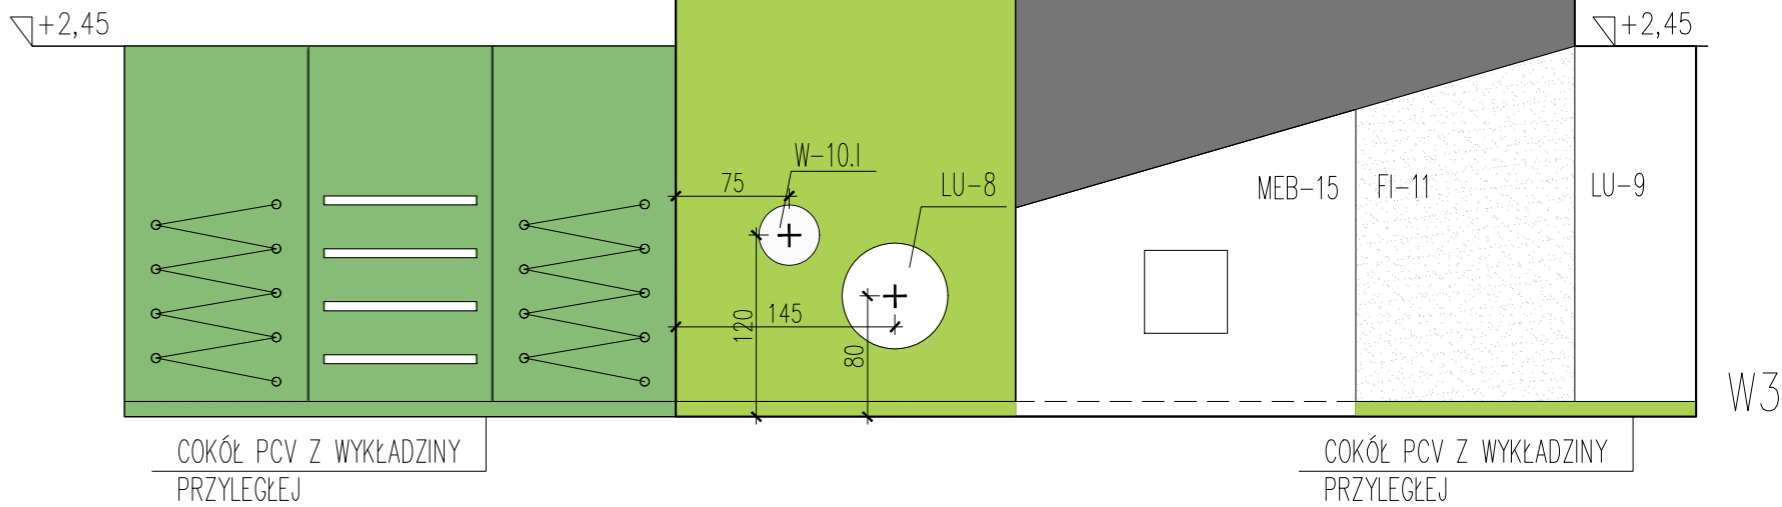 +2,45
+2,45
W-10.I
75
LU-8
MEB-15
FI-11
LU-9
145
120
80
W3
COKÓŁ PCV Z WYKŁADZINY
PRZYLEGŁEJ
COKÓŁ PCV Z WYKŁADZINY
PRZYLEGŁEJ